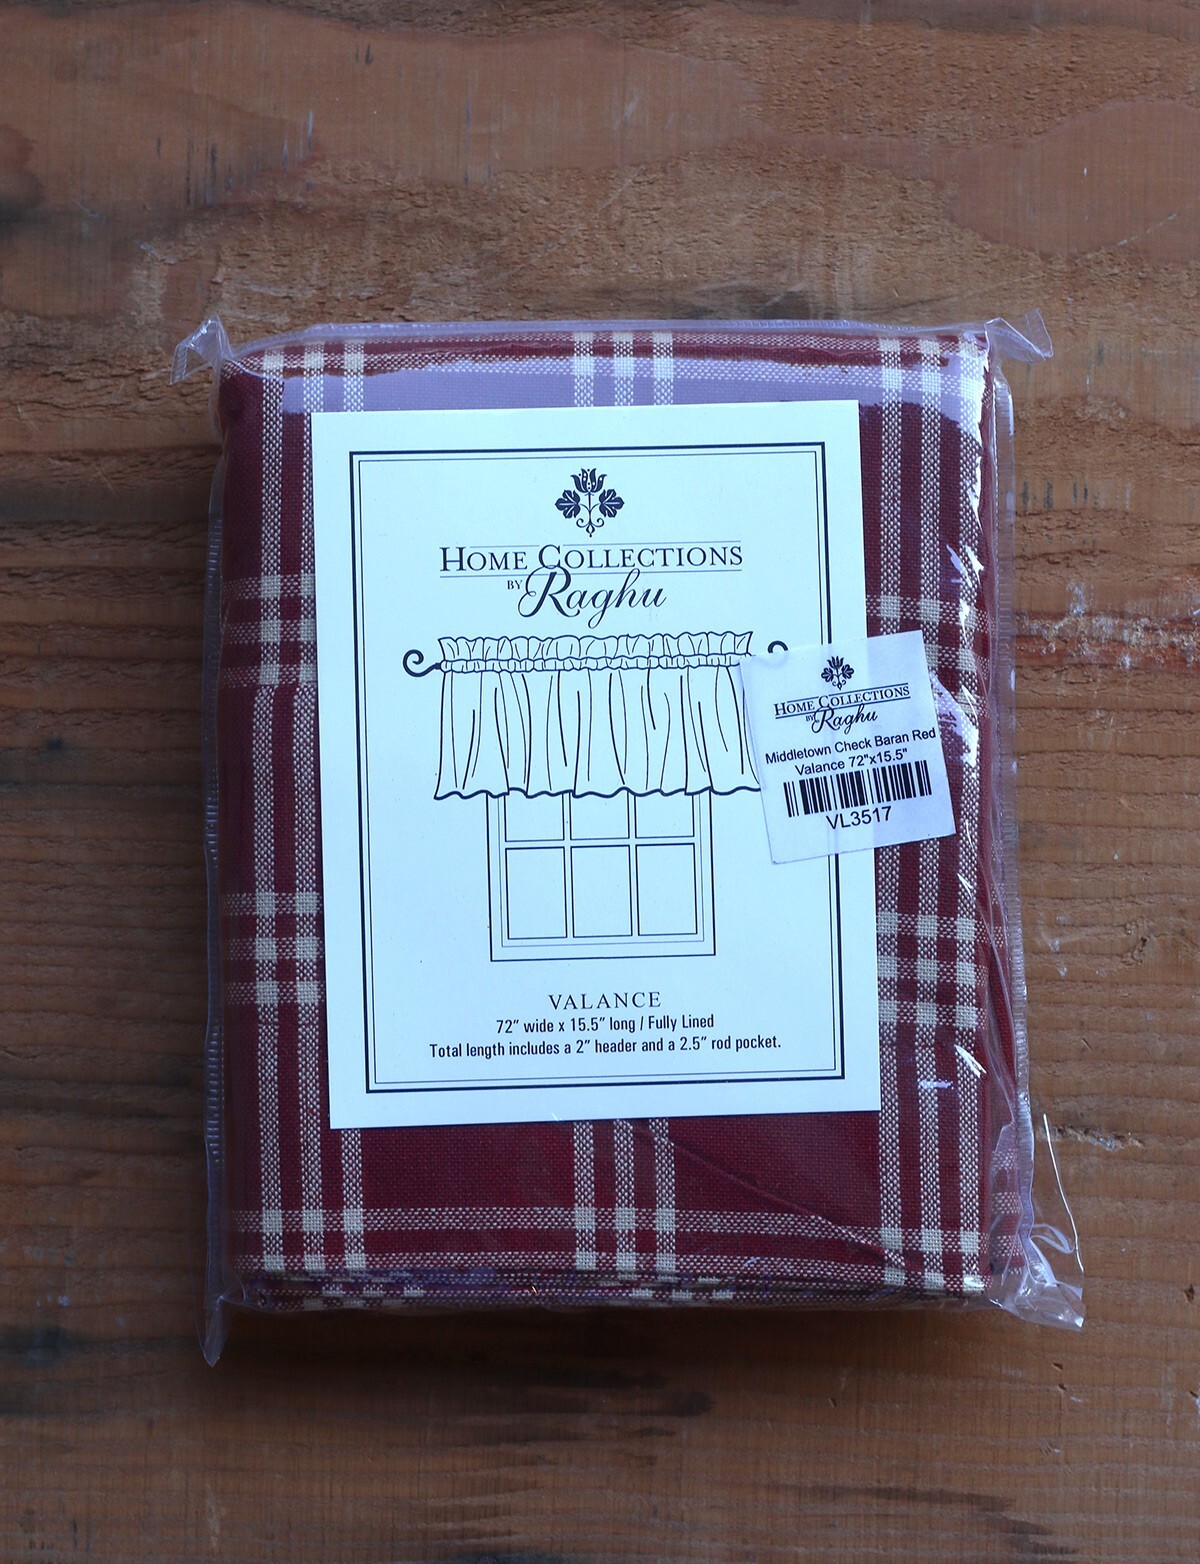 HOME COLLECTIONS
BY Raghu
VALANCE
72" wide x 15.5" long / Fully Lined
Total length includes a 2" header and a 2.5" rod pocket.
HOME COLLECTIONS
BY Raghu
Middletown Check Baran Red
Valance 72"x15.5"
VL3517